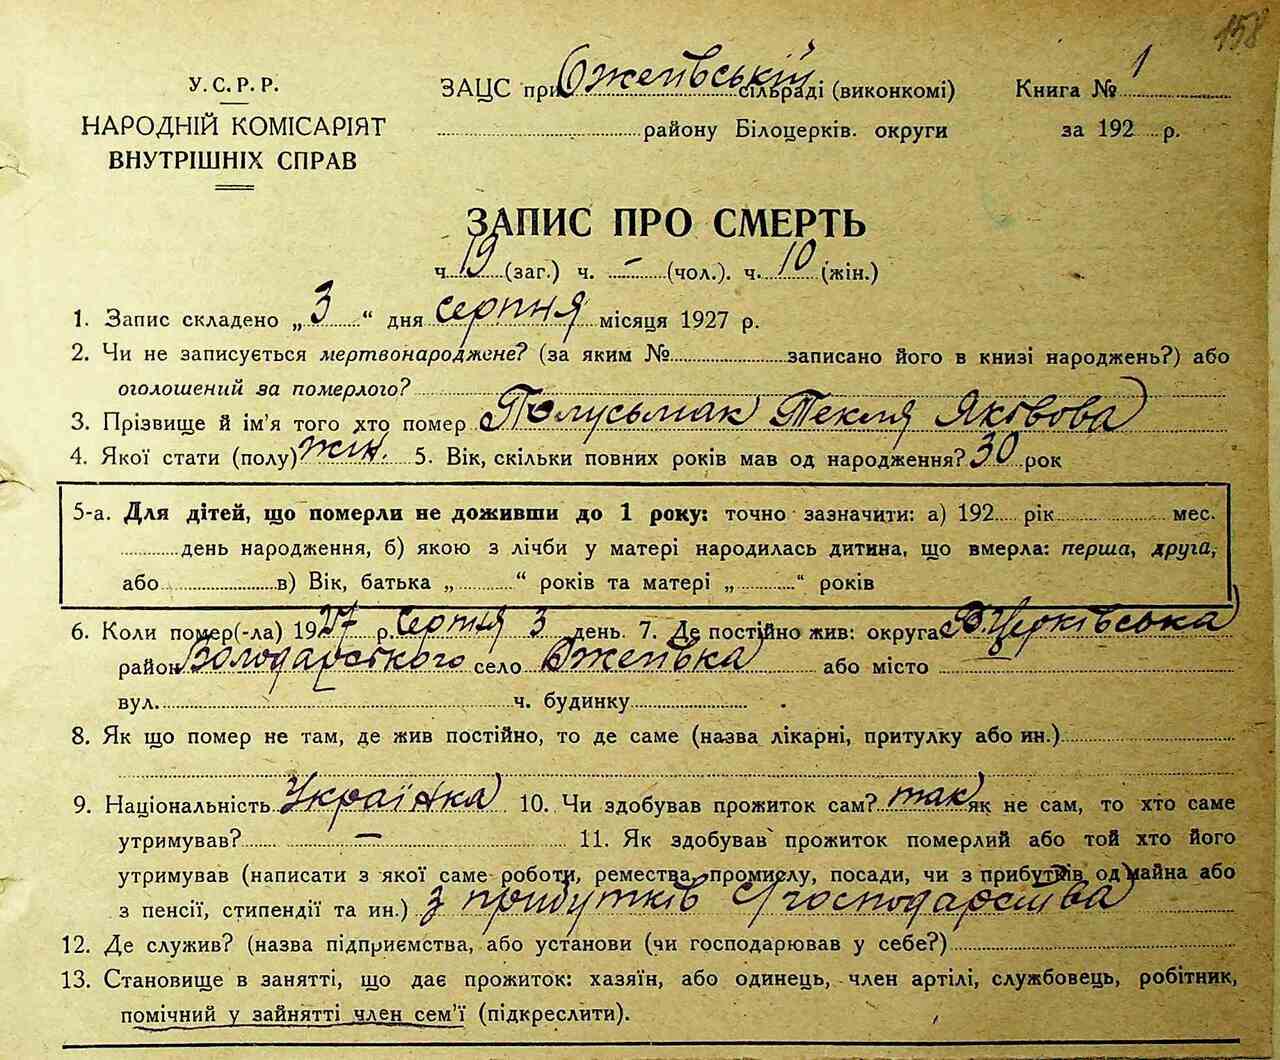 158
У.С.Р.Р.
НАРОДНІЙ КОМІСАРІЯТ
ВНУТРІШНІХ СПРАВ
ЗАЦС при Ожеївській сільраді (виконкомі)
району Білоцерків. округи
Книга № 1
за 192 р.
ЗАПИС ПРО СМЕРТЬ
ч. 19 (заг.) ч. - (чол.). ч. 10 (жін.)
1. Запис складено „ 3 “ дня серпня місяця 1927 р.
2. Чи не записується мертвонароджене? (за яким № записано його в книзі народжень?) або
оголошений за померлого?
3. Прізвище й ім'я того хто помер Полусьмак Текля Яковова
4. Якої стати (полу) жін. 5. Вік, скільки повних років мав од народження? 30 рок
5-а. Для дітей, що померли не доживши до 1 року: точно зазначити: а) 192 рік мес.
день народження, б) якою з лічби у матері народилась дитина, що вмерла: перша, друга,
або в) Вік, батька „ “ років та матері „ “ років
6. Коли помер(-ла) 1927 р. серпня 3 день. 7. Де постійно жив: округа Б. Церківська
район Володарського село Ожеївка або місто
вул. ч. будинку
8. Як що помер не там, де жив постійно, то де саме (назва лікарні, притулку або ин.)
9. Національність Українка 10. Чи здобував прожиток сам? так як не сам, то хто саме
утримував? — 11. Як здобував прожиток померлий або той хто його
утримував (написати з якої саме роботи, ремества, промислу, посади, чи з прибутків од майна або
з пенсії, стипендії та ин.) з прибутків С/господарства
12. Де служив? (назва підприємства, або установи (чи господарював у себе?)
13. Становище в занятті, що дає прожиток: хазяїн, або одинець, член артілі, службовець, робітник,
помічний у зайнятті член сем'ї (підкреслити).